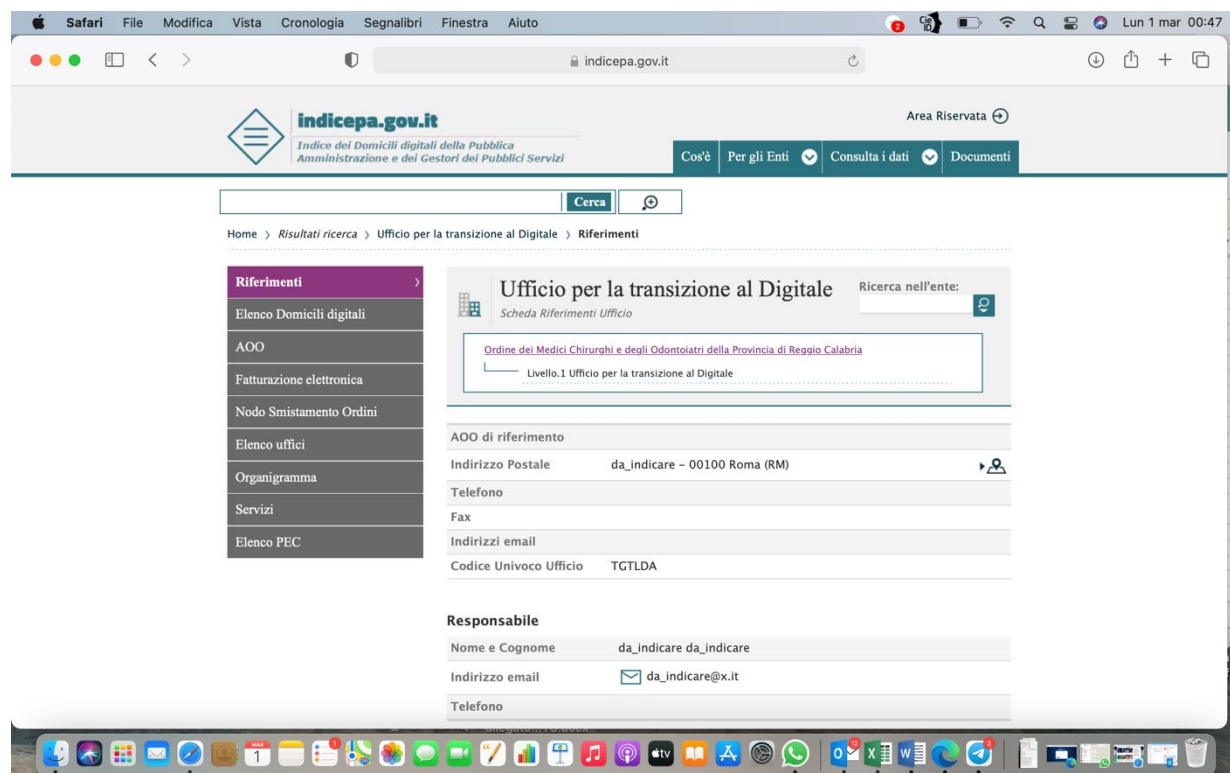 Safari File Modifica Vista Cronologia Segnalibri Finestra Aiuto
2
Lun 1 mar 00:47
indicepa.gov.it
indicepa.gov.it
Indice dei Domicili digitali della Pubblica
Amministrazione e dei Gestori dei Pubblici Servizi
Area Riservata
Cos'è Per gli Enti Consulta i dati Documenti
Cerca
Home Risultati ricerca Ufficio per la transizione al Digitale Riferimenti
Riferimenti
Elenco Domicili digitali
AOO
Fatturazione elettronica
Nodo Smistamento Ordini
Elenco uffici
Organigramma
Servizi
Elenco PEC
Ufficio per la transizione al Digitale
Scheda Riferimenti Ufficio
Ricerca nell'ente:
Ordine dei Medici Chirurghi e degli Odontoiatri della Provincia di Reggio Calabria
Livello.1 Ufficio per la transizione al Digitale
AOO di riferimento
Indirizzo Postale da_indicare – 00100 Roma (RM)
Telefono
Fax
Indirizzi email
Codice Univoco Ufficio TGTLDA
Responsabile
Nome e Cognome da_indicare da_indicare
Indirizzo email da_indicare@x.it
Telefono
MAR
1
tv